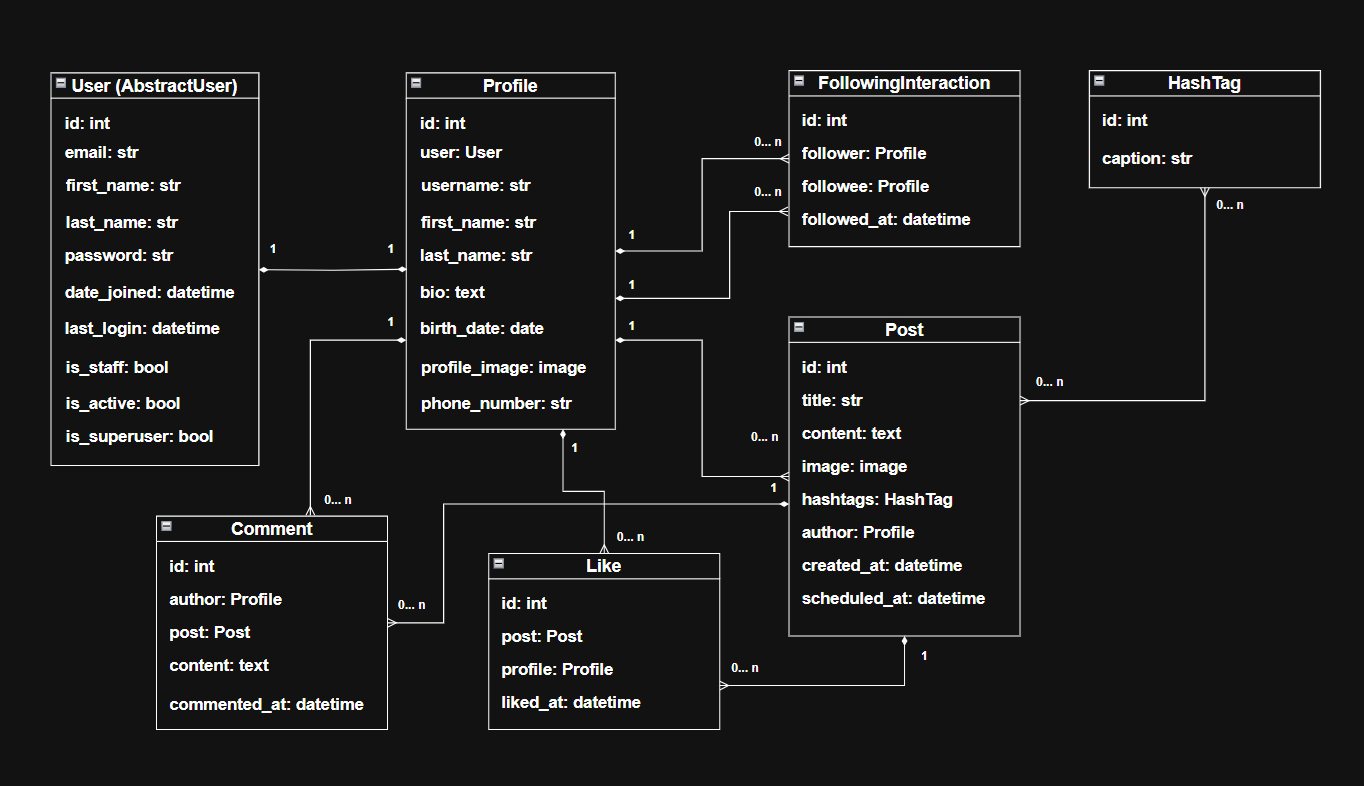 User (AbstractUser)
id: int
email: str
first_name: str
last_name: str
password: str
date_joined: datetime
last_login: datetime
is_staff: bool
is_active: bool
is_superuser: bool
1
1
1
Profile
id: int
user: User
username: str
first_name: str
last_name: str
bio: text
birth_date: date
profile_image: image
phone_number: str
1
1
1
1
0... n
0... n
0... n
1
FollowingInteraction
id: int
follower: Profile
followee: Profile
followed_at: datetime
HashTag
id: int
caption: str
0... n
0... n
Post
id: int
title: str
content: text
image: image
hashtags: HashTag
author: Profile
created_at: datetime
scheduled_at: datetime
1
0... n
Comment
id: int
author: Profile
post: Post
content: text
commented_at: datetime
0... n
0... n
Like
id: int
post: Post
profile: Profile
liked_at: datetime
0... n